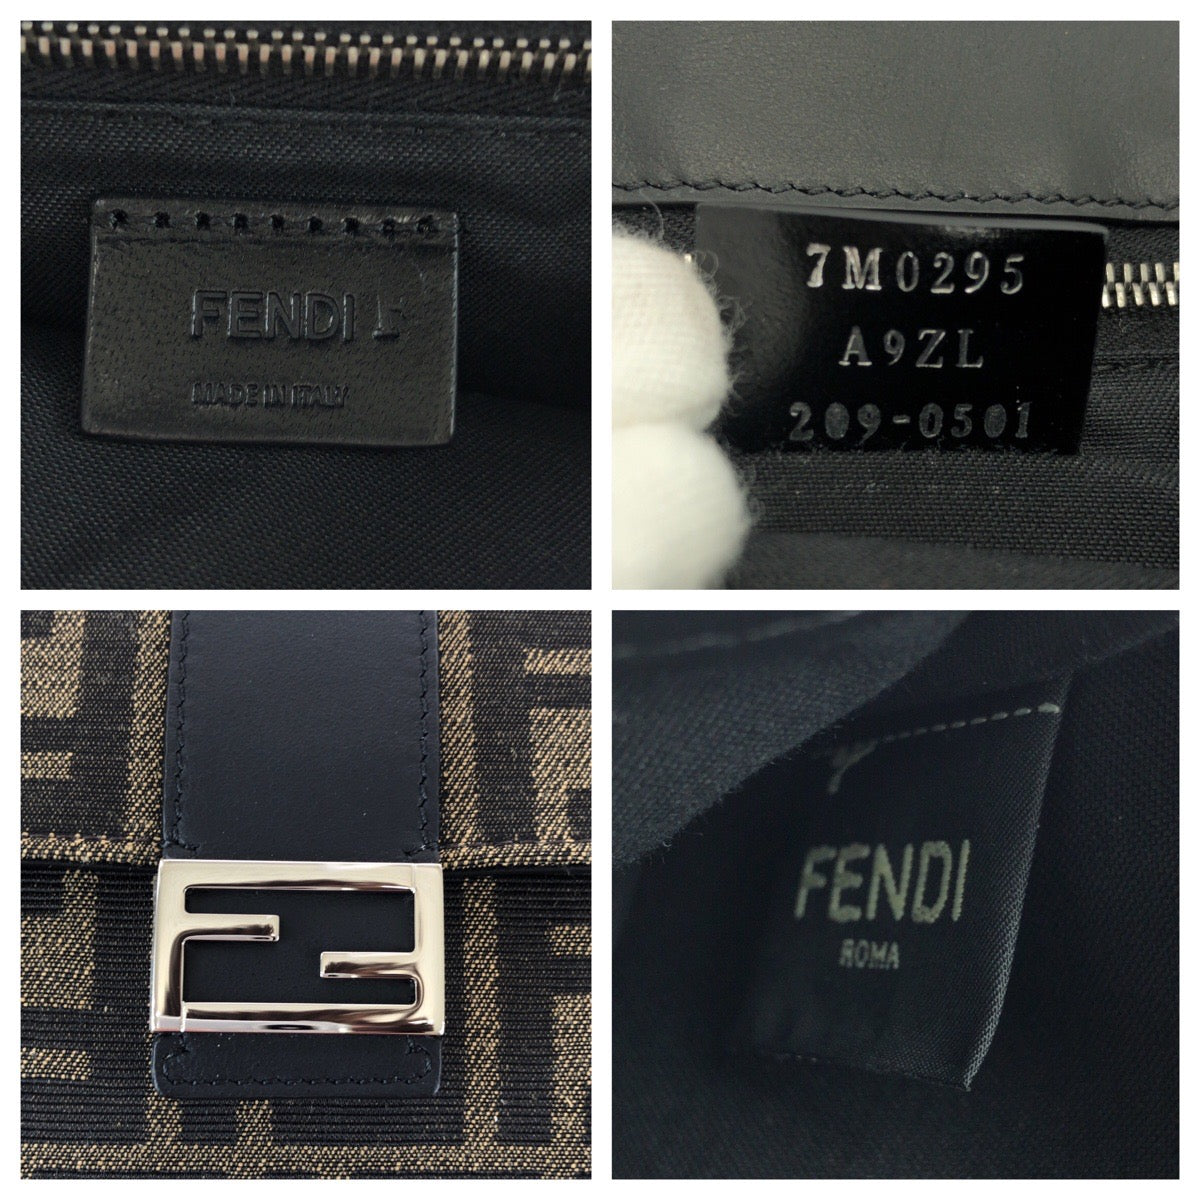 FENDI
MADE IN ITALY
7M0295
A9ZL
209-0501
FENDI
ROMA